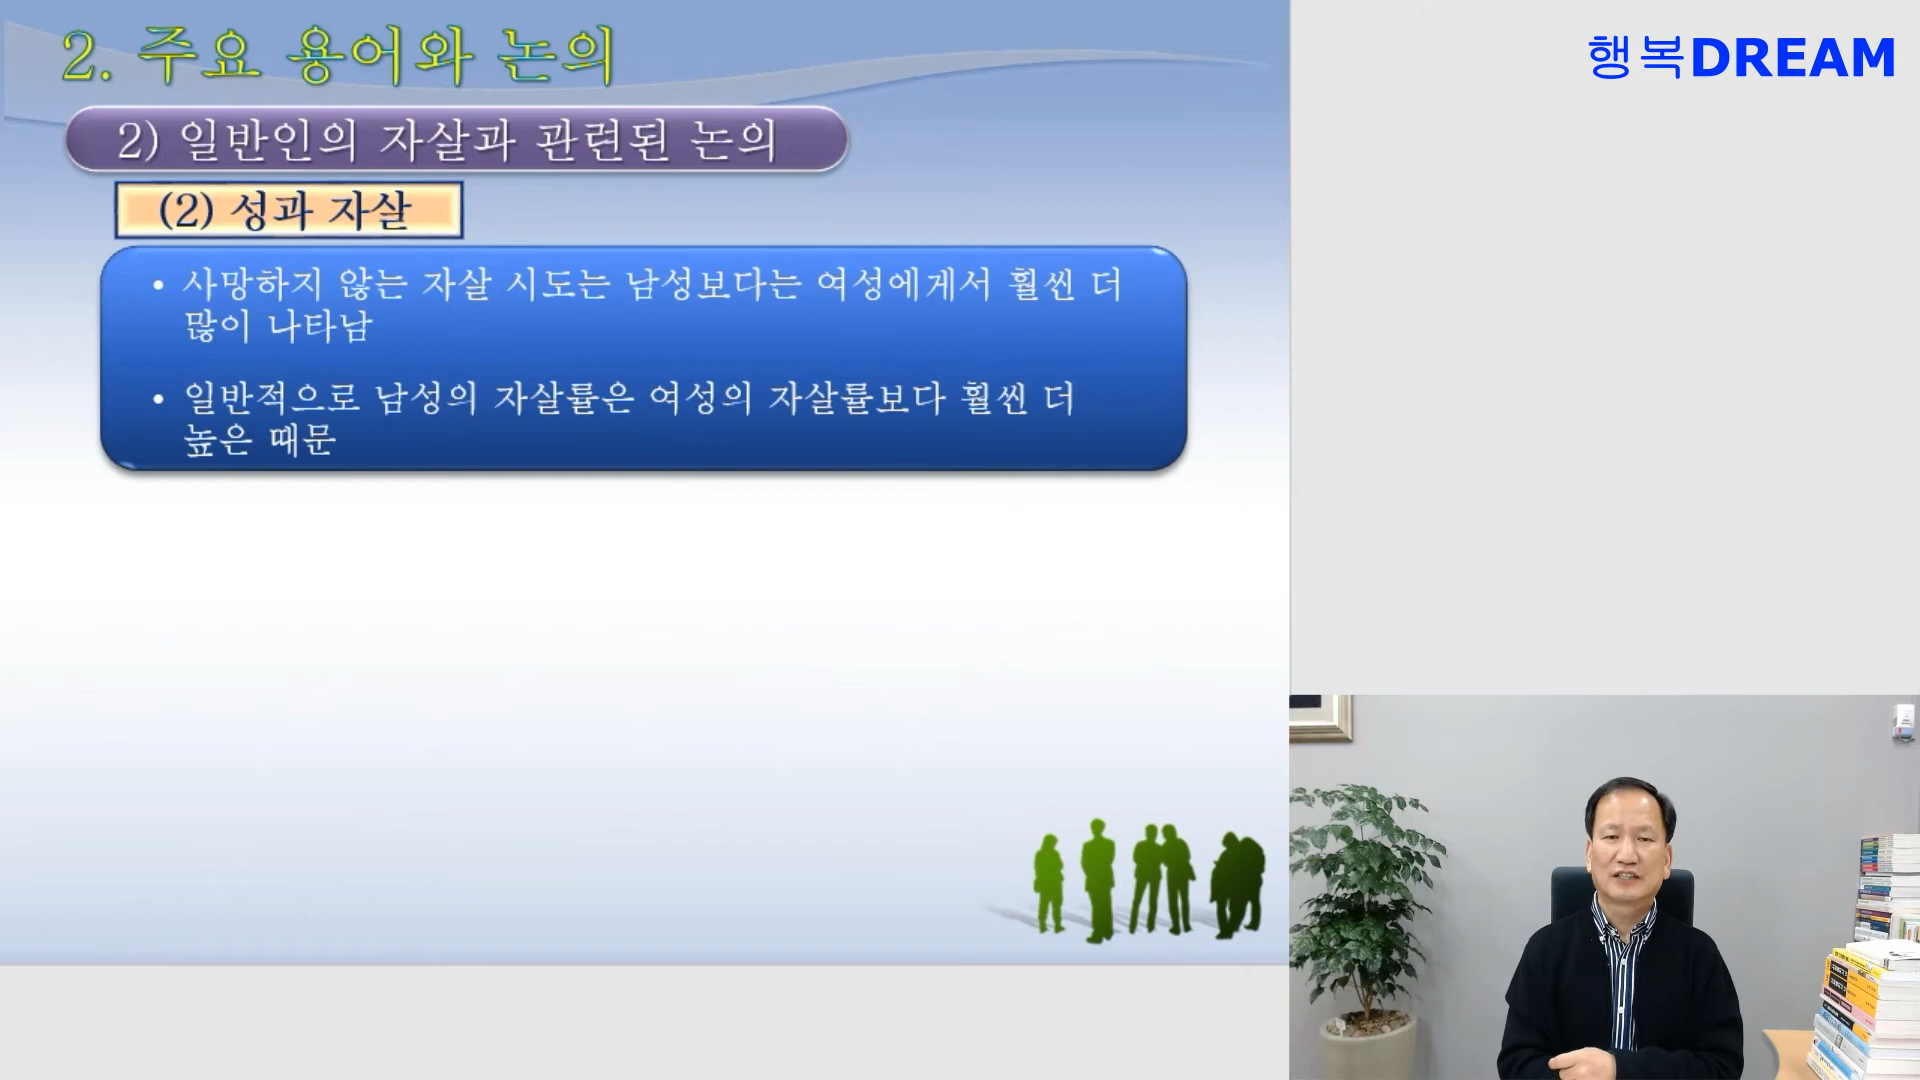 2. 주요 용어와 논의
행복DREAM
2) 일반인의 자살과 관련된 논의
(2) 성과 자살
• 사망하지 않는 자살 시도는 남성보다는 여성에게서 훨씬 더
많이 나타남
• 일반적으로 남성의 자살률은 여성의 자살률보다 훨씬 더
높은 때문